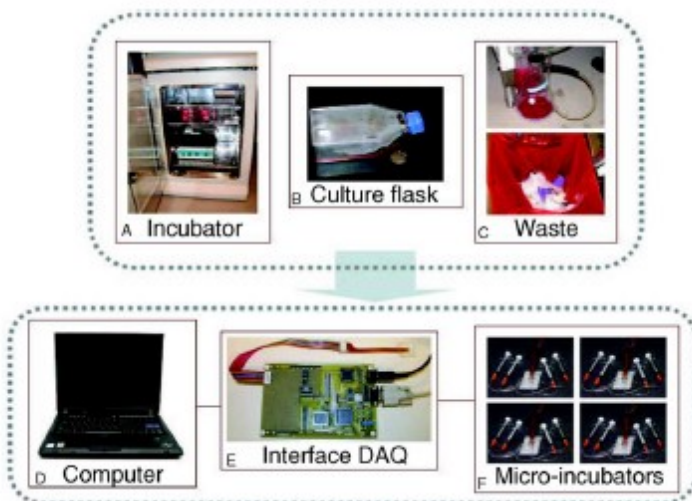 A Incubator
B Culture flask
C Waste
D Computer
E Interface DAQ
F Micro-incubators